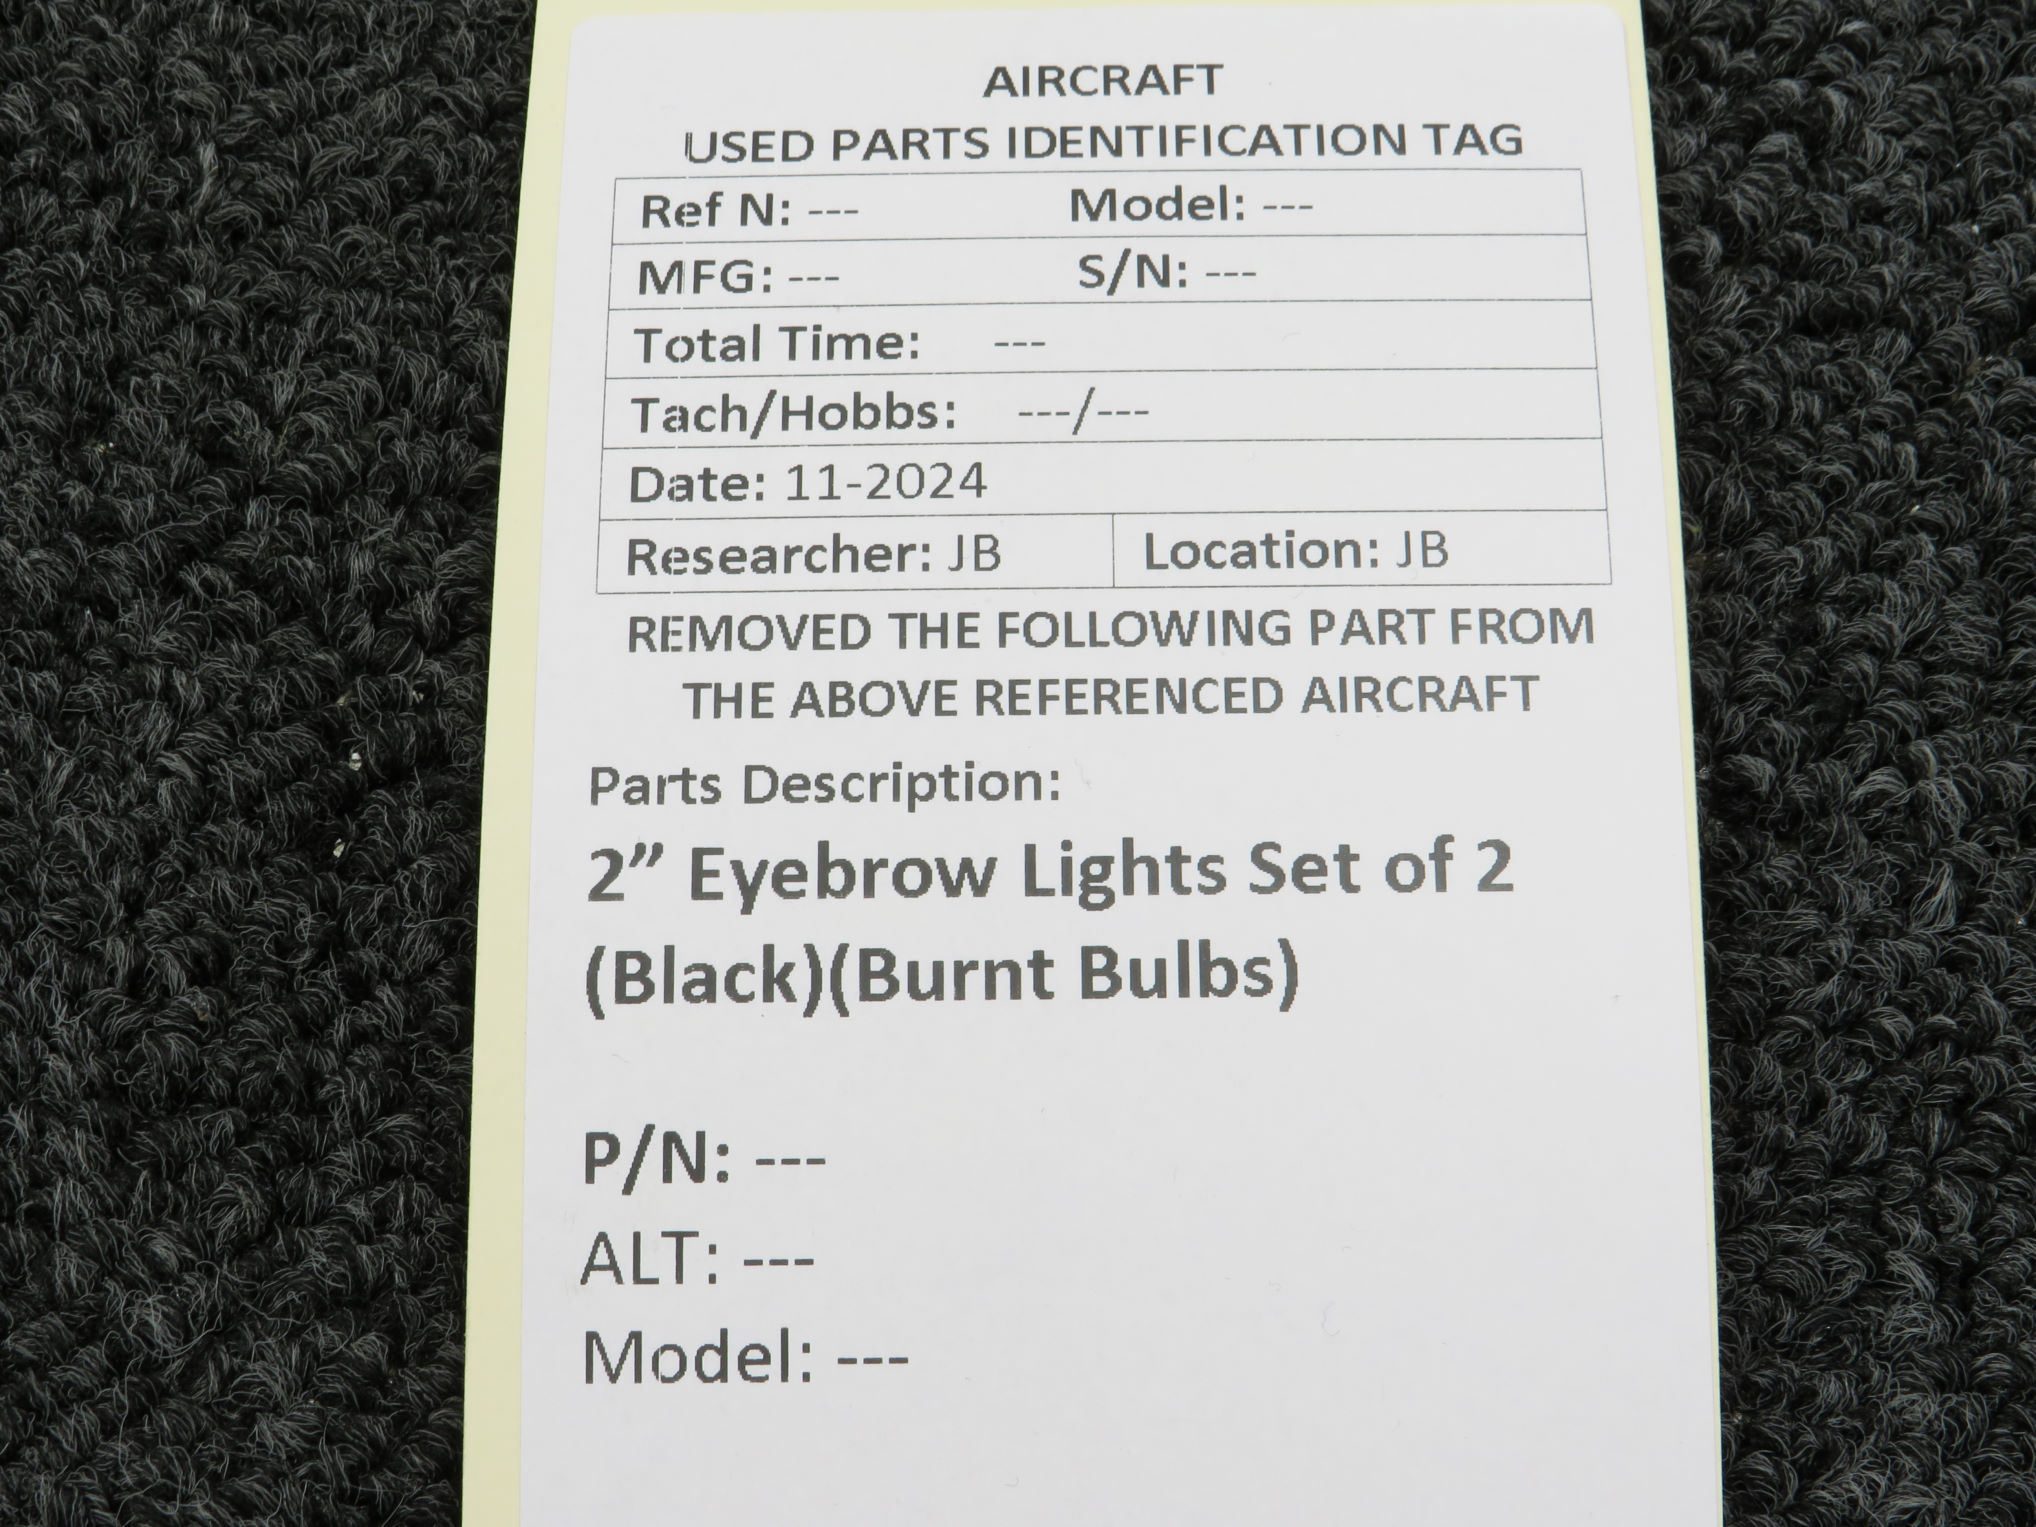 AIRCRAFT
USED PARTS IDENTIFICATION TAG
Ref N: --- Model: ---
MFG: --- S/N: ---
Total Time: ---
Tach/Hobbs: ---/---
Date: 11-2024
Researcher: JB Location: JB
REMOVED THE FOLLOWING PART FROM
THE ABOVE REFERENCED AIRCRAFT
Parts Description:
2” Eyebrow Lights Set of 2
(Black)(Burnt Bulbs)
P/N: ---
ALT: ---
Model: ---